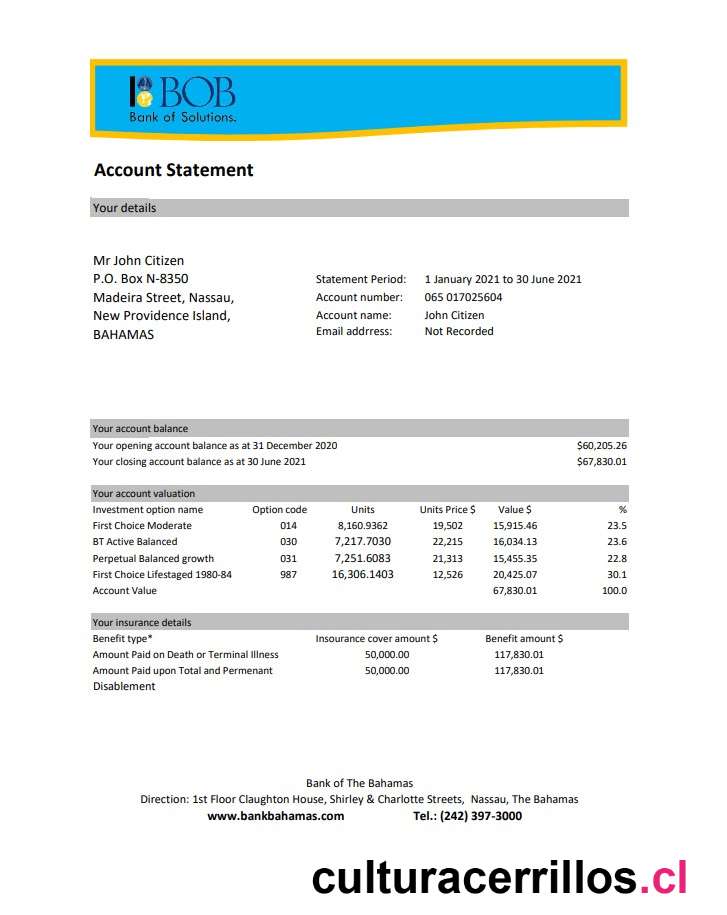 BOB
Bank of Solutions.
Account Statement
Your details
Mr John Citizen
P.O. Box N-8350
Madeira Street, Nassau,
New Providence Island,
BAHAMAS
Statement Period: 1 January 2021 to 30 June 2021
Account number: 065 017025604
Account name: John Citizen
Email addrress: Not Recorded
Your account balance
Your opening account balance as at 31 December 2020 $60,205.26
Your closing account balance as at 30 June 2021 $67,830.01
Your account valuation
Investment option name Option code Units Units Price $ Value $ %
First Choice Moderate 014 8,160.9362 19,502 15,915.46 23.5
BT Active Balanced 030 7,217.7030 22,215 16,034.13 23.6
Perpetual Balanced growth 031 7,251.6083 21,313 15,455.35 22.8
First Choice Lifestaged 1980-84 987 16,306.1403 12,526 20,425.07 30.1
Account Value 67,830.01 100.0
Your insurance details
Benefit type* Insourance cover amount $ Benefit amount $
Amount Paid on Death or Terminal Illness 50,000.00 117,830.01
Amount Paid upon Total and Permenant 50,000.00 117,830.01
Disablement
Bank of The Bahamas
Direction: 1st Floor Claughton House, Shirley & Charlotte Streets, Nassau, The Bahamas
www.bankbahamas.com Tel.: (242) 397-3000
culturacerrillos.cl